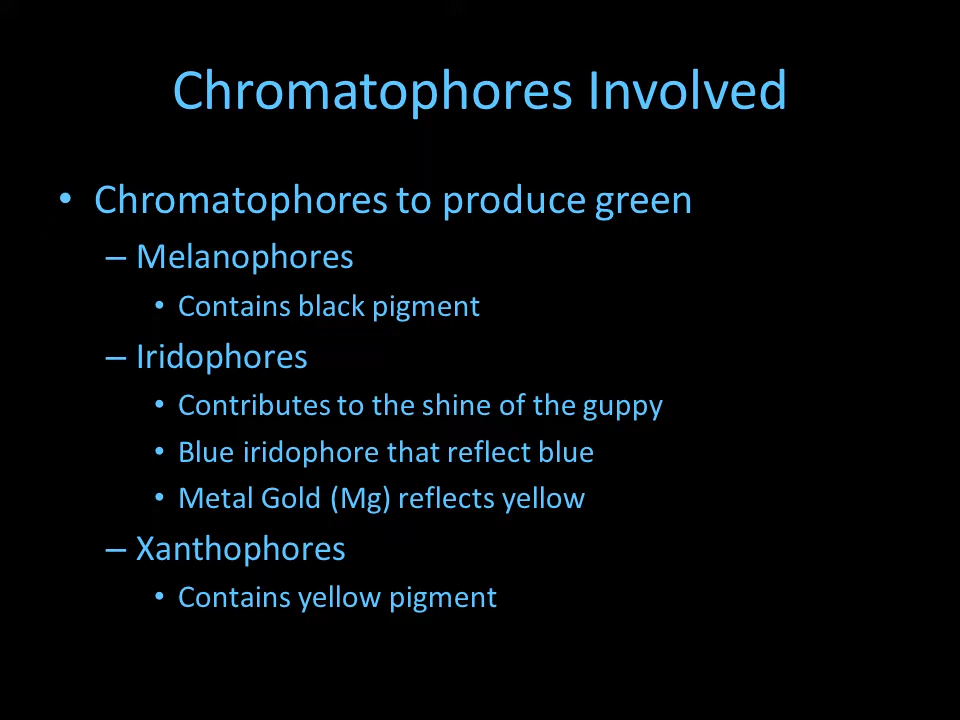 Chromatophores Involved
• Chromatophores to produce green
– Melanophores
• Contains black pigment
– Iridophores
• Contributes to the shine of the guppy
• Blue iridophore that reflect blue
• Metal Gold (Mg) reflects yellow
– Xanthophores
• Contains yellow pigment